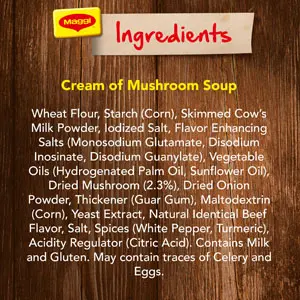 Maggi
Ingredients
Cream of Mushroom Soup
Wheat Flour, Starch (Corn), Skimmed Cow's
Milk Powder, Iodized Salt, Flavor Enhancing
Salts (Monosodium Glutamate, Disodium
Inosinate, Disodium Guanylate), Vegetable
Oils (Hydrogenated Palm Oil, Sunflower Oil),
Dried Mushroom (2.3%), Dried Onion
Powder, Thickener (Guar Gum), Maltodextrin
(Corn), Yeast Extract, Natural Identical Beef
Flavor, Salt, Spices (White Pepper, Turmeric),
Acidity Regulator (Citric Acid). Contains Milk
and Gluten. May contain traces of Celery and
Eggs.